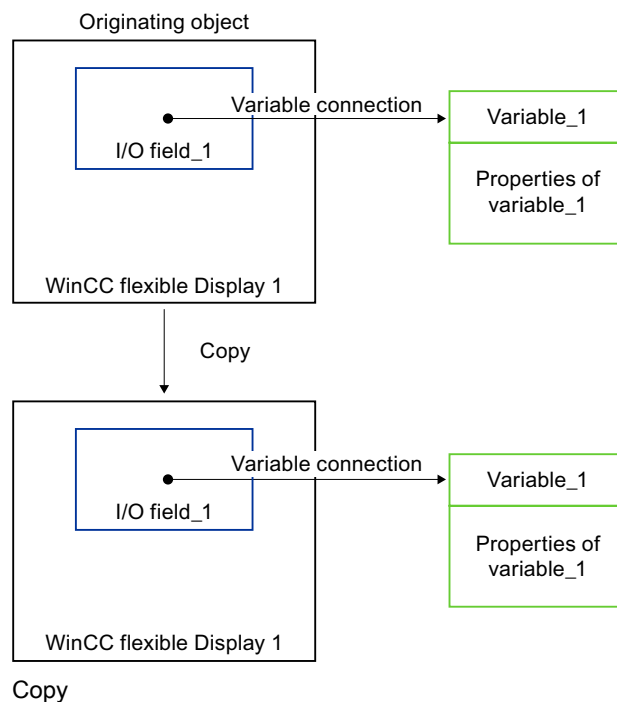 Originating object
Variable connection
Variable_1
I/O field_1
Properties of
variable_1
WinCC flexible Display 1
Copy
Variable connection
Variable_1
I/O field_1
Properties of
variable_1
WinCC flexible Display 1
Copy